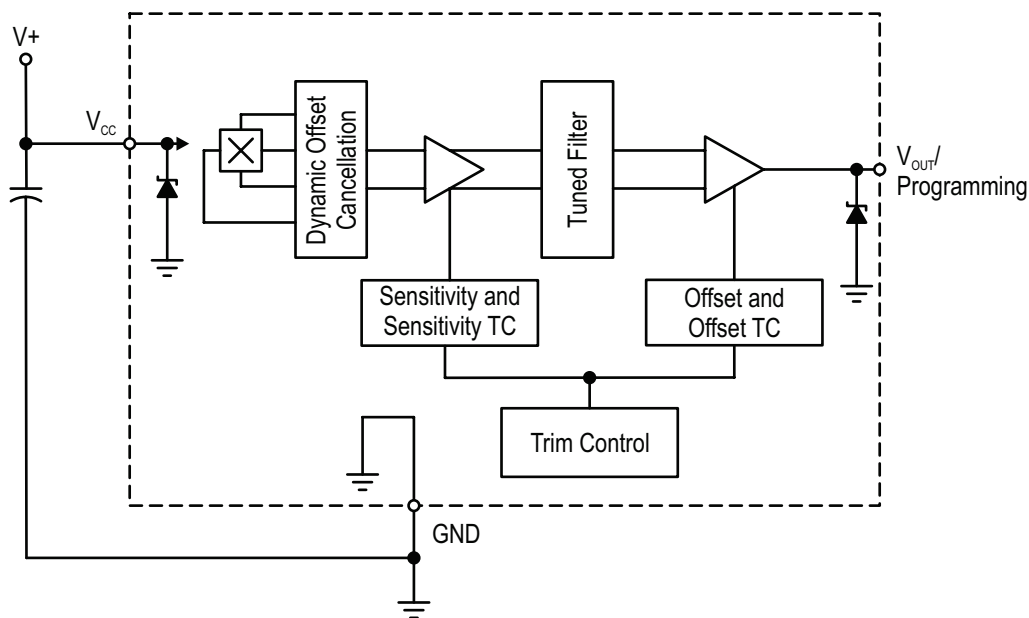 V+
VCC
Dynamic Offset
Cancellation
Tuned Filter
VOUT/
Programming
Sensitivity and
Sensitivity TC
Offset and
Offset TC
Trim Control
GND